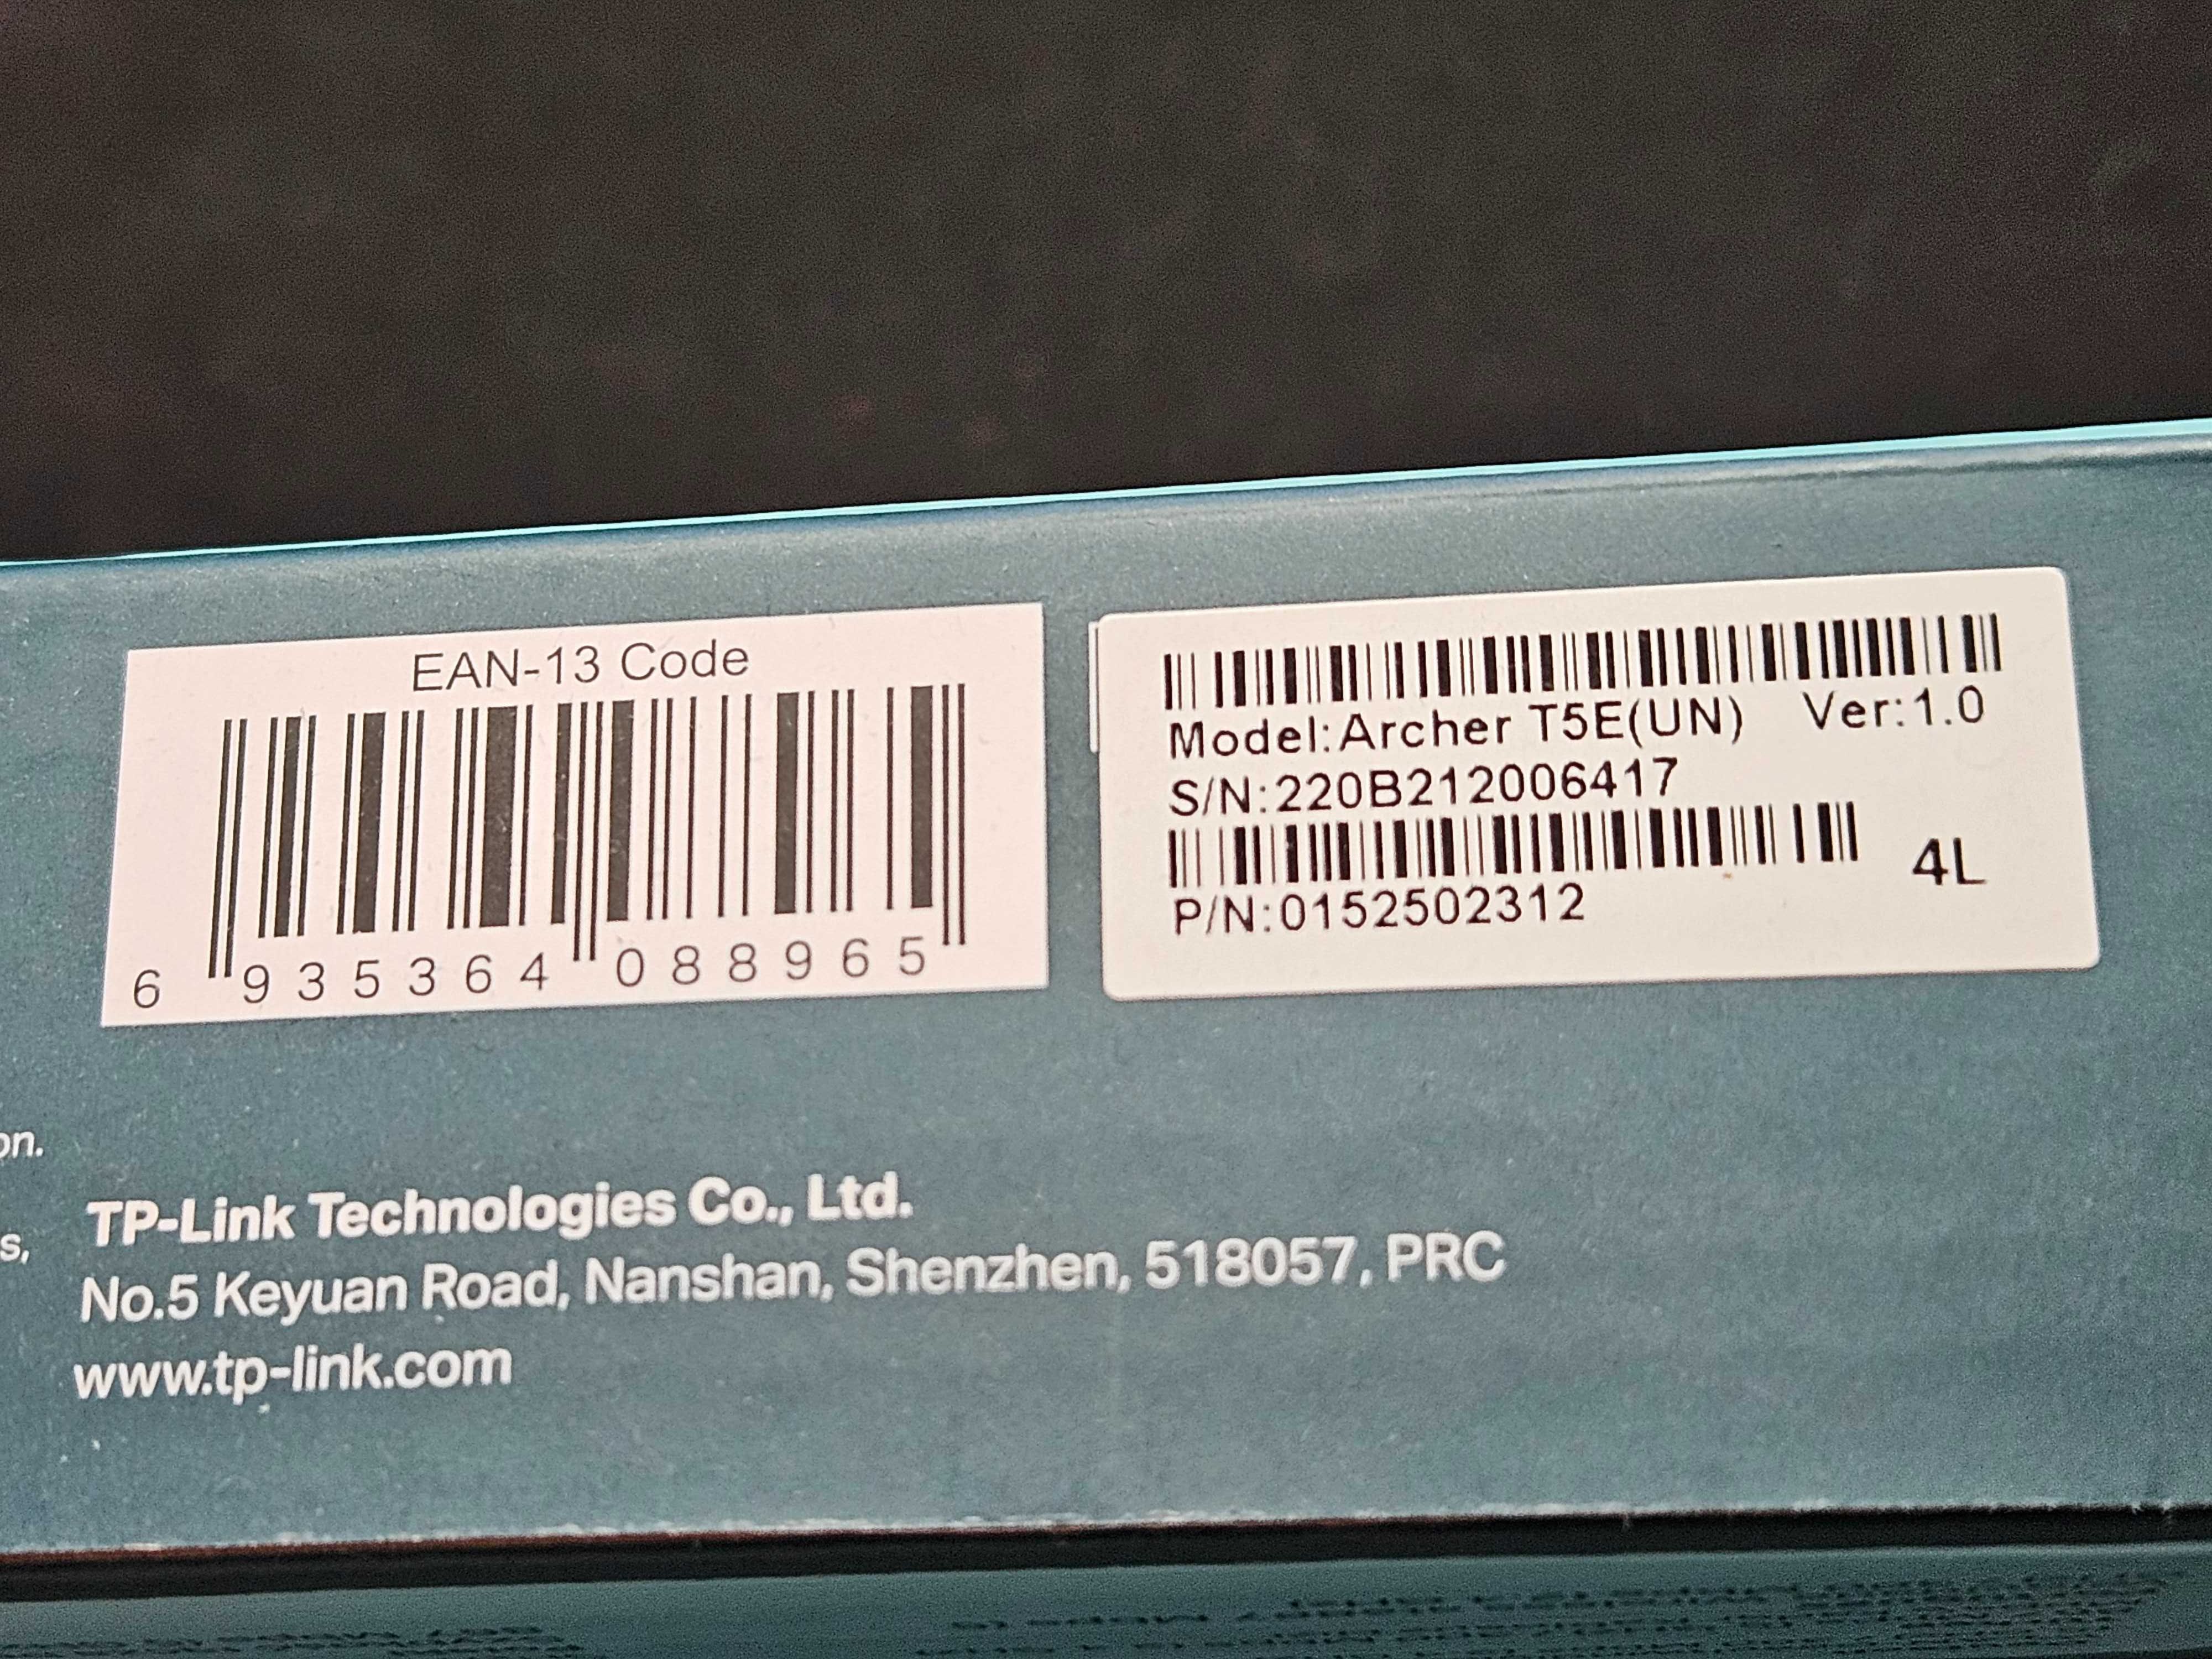 EAN-13 Code
6 935364 088965
Model:Archer T5E(UN) Ver:1.0
S/N:220B212006417
4L
P/N:0152502312
on.
s,
TP-Link Technologies Co., Ltd.
No.5 Keyuan Road, Nanshan, Shenzhen, 518057, PRC
www.tp-link.com